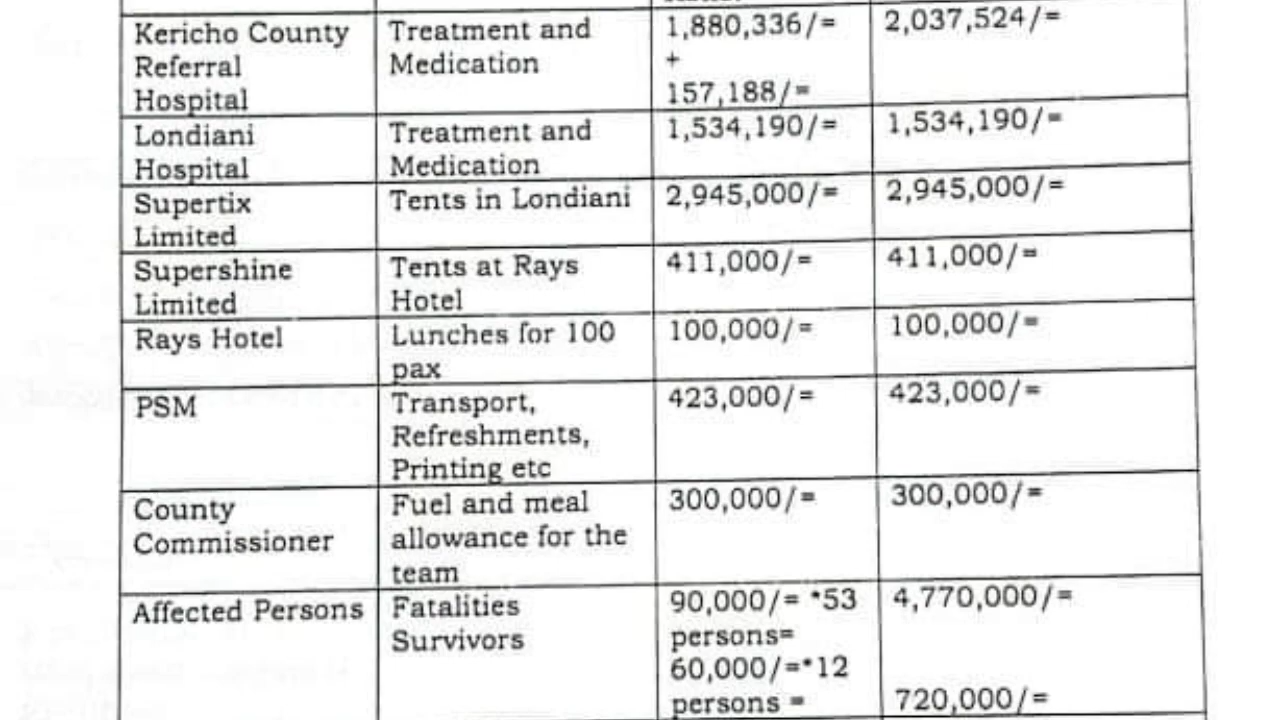 Kericho County Referral Hospital | Treatment and Medication | 1,880,336/= + 157,188/= | 2,037,524/=
Londiani Hospital | Treatment and Medication | 1,534,190/= | 1,534,190/=
Supertix Limited | Tents in Londiani | 2,945,000/= | 2,945,000/=
Supershine Limited | Tents at Rays Hotel | 411,000/= | 411,000/=
Rays Hotel | Lunches for 100 pax | 100,000/= | 100,000/=
PSM | Transport, Refreshments, Printing etc | 423,000/= | 423,000/=
County Commissioner | Fuel and meal allowance for the team | 300,000/= | 300,000/=
Affected Persons | Fatalities Survivors | 90,000/= *53 persons= 60,000/=*12 persons = | 4,770,000/= 720,000/=